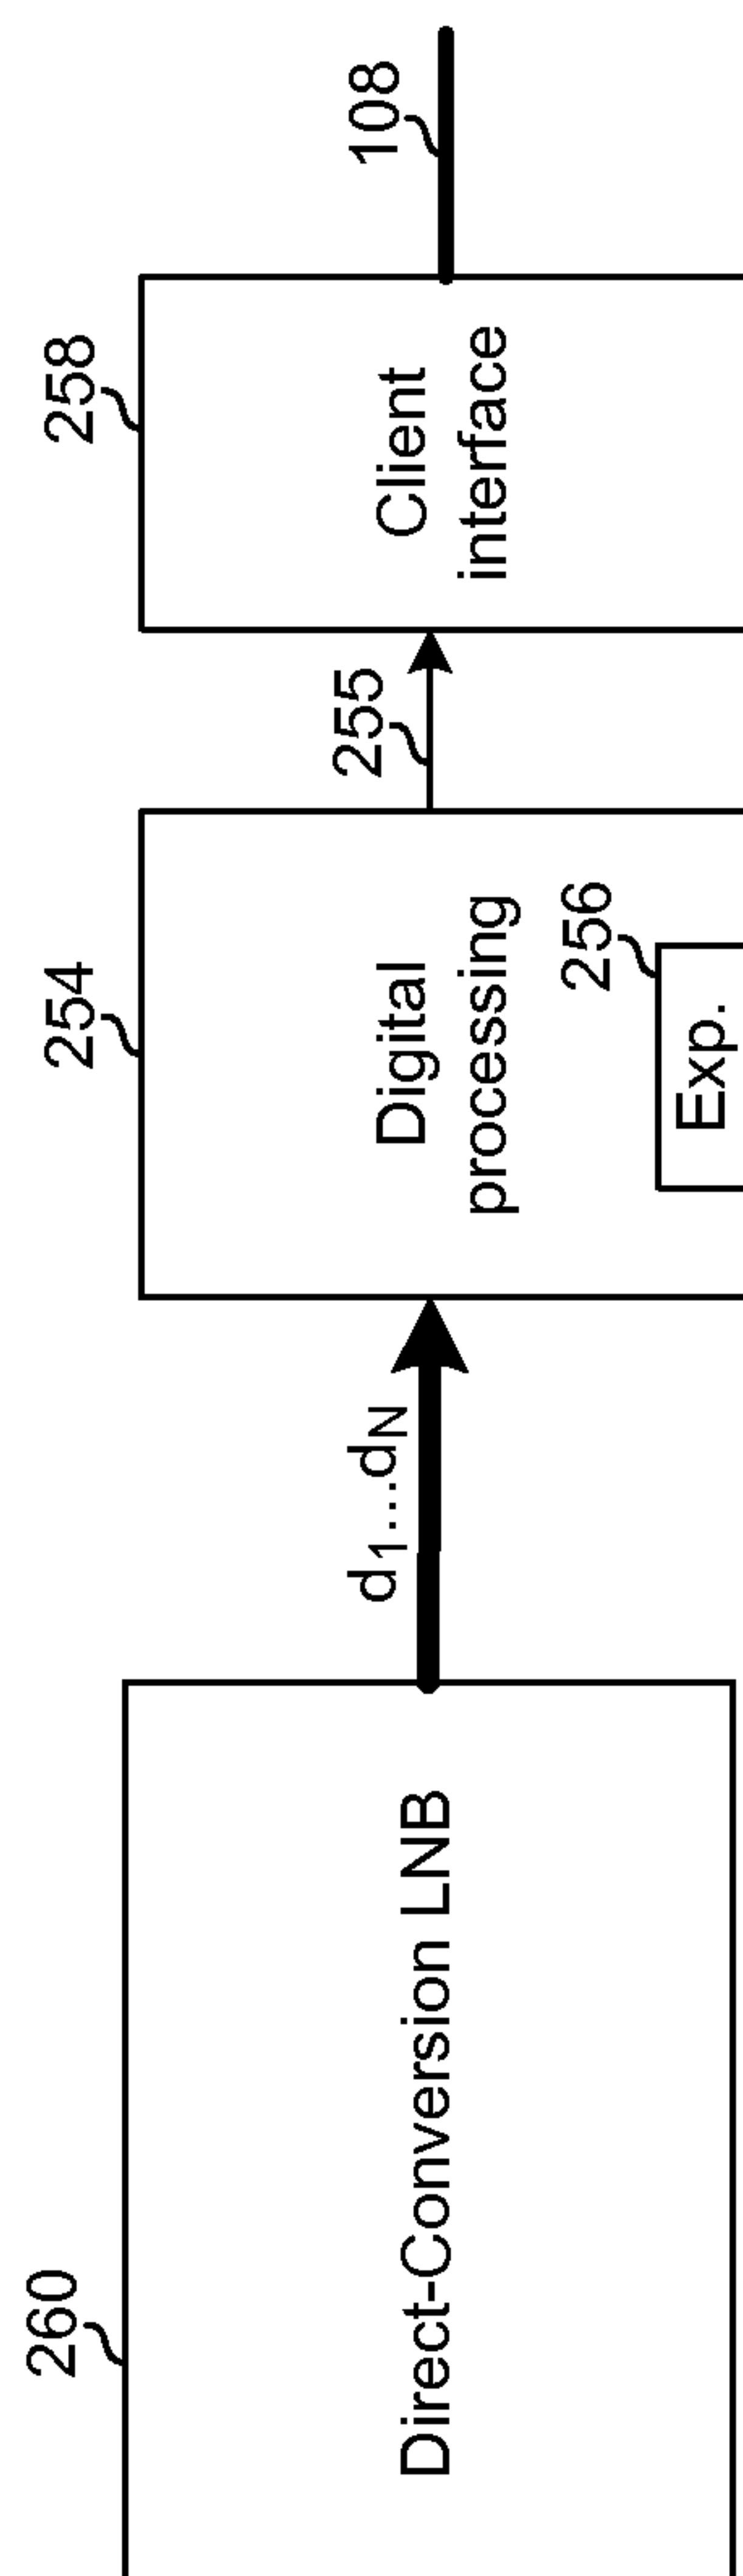 260
Direct-Conversion LNB
d1...dN
254
Digital
processing
256
Exp.
255
258
Client
interface
108